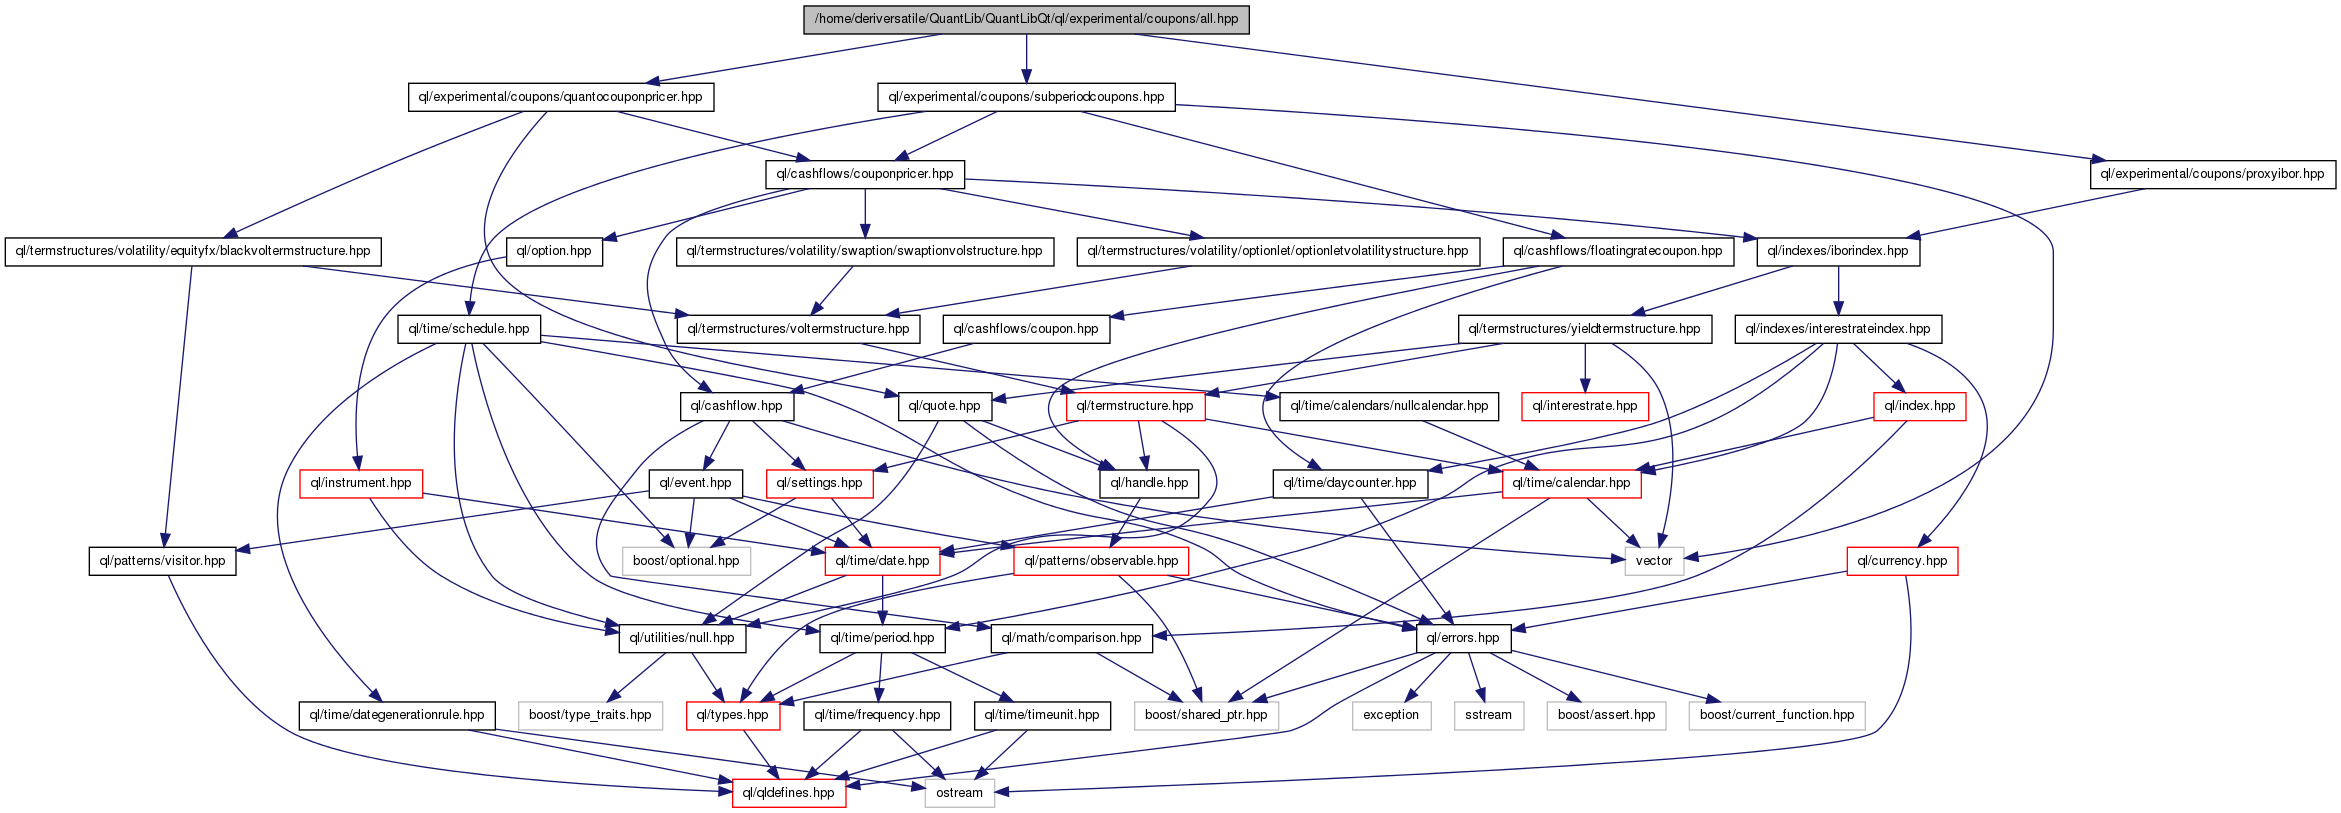 /home/deriversatile/QuantLib/QuantLibQt/ql/experimental/coupons/all.hpp
ql/experimental/coupons/quantocouponpricer.hpp
ql/experimental/coupons/subperiodcoupons.hpp
ql/cashflows/couponpricer.hpp
ql/experimental/coupons/proxyibor.hpp
ql/termstructures/volatility/equityfx/blackvoltermstructure.hpp
ql/option.hpp
ql/termstructures/volatility/swaption/swaptionvolstructure.hpp
ql/termstructures/volatility/optionlet/optionletvolatilitystructure.hpp
ql/cashflows/floatingratecoupon.hpp
ql/indexes/iborindex.hpp
ql/time/schedule.hpp
ql/termstructures/voltermstructure.hpp
ql/cashflows/coupon.hpp
ql/termstructures/yieldtermstructure.hpp
ql/indexes/interestrateindex.hpp
ql/cashflow.hpp
ql/quote.hpp
ql/termstructure.hpp
ql/time/calendars/nullcalendar.hpp
ql/interestrate.hpp
ql/index.hpp
ql/instrument.hpp
ql/event.hpp
ql/settings.hpp
ql/handle.hpp
ql/time/daycounter.hpp
ql/time/calendar.hpp
ql/patterns/visitor.hpp
boost/optional.hpp
ql/time/date.hpp
ql/patterns/observable.hpp
vector
ql/currency.hpp
ql/utilities/null.hpp
ql/time/period.hpp
ql/math/comparison.hpp
ql/errors.hpp
ql/time/dategenerationrule.hpp
boost/type_traits.hpp
ql/types.hpp
ql/time/frequency.hpp
ql/time/timeunit.hpp
boost/shared_ptr.hpp
exception
sstream
boost/assert.hpp
boost/current_function.hpp
ql/qldefines.hpp
ostream